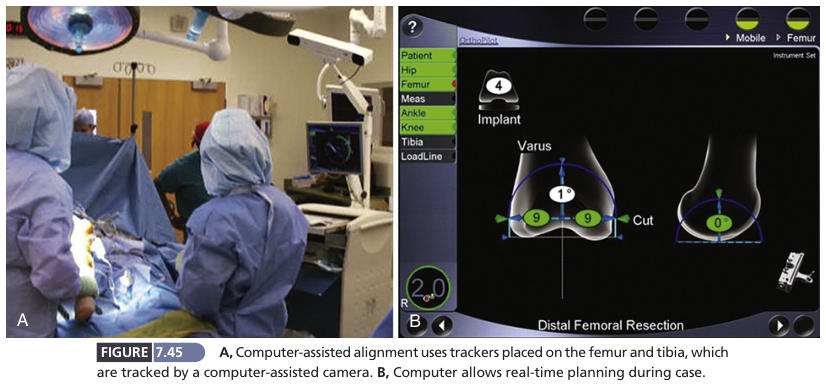 A
?
OrthoPilot
Mobile
Femur
Instrument Set
Patient
Hip
Femur
Meas
Ankle
Knee
Tibia
LoadLine
4
Implant
Varus
1°
9
9
Cut
0°
R
2.0
B
Distal Femoral Resection
FIGURE 7.45 A, Computer-assisted alignment uses trackers placed on the femur and tibia, which
are tracked by a computer-assisted camera. B, Computer allows real-time planning during case.